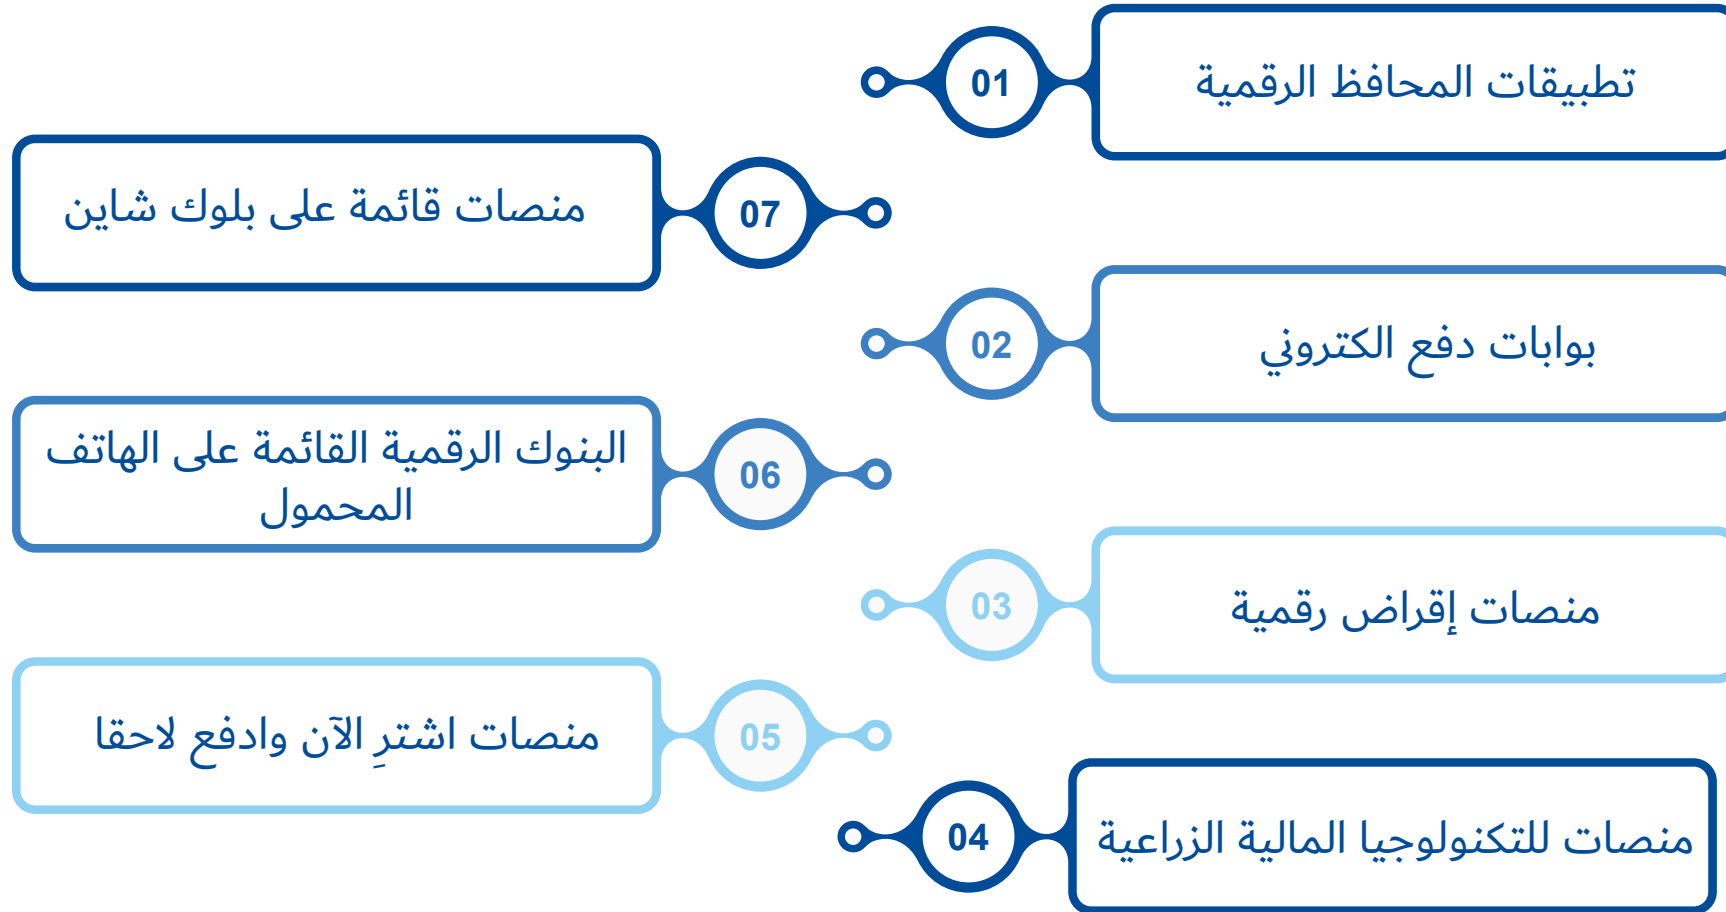 01
تطبيقات المحافظ الرقمية
02
بوابات دفع الكتروني
03
منصات إقراض رقمية
04
منصات للتكنولوجيا المالية الزراعية
05
منصات اشترِ الآن وادفع لاحقا
06
البنوك الرقمية القائمة على الهاتف
المحمول
07
منصات قائمة على بلوك شاين